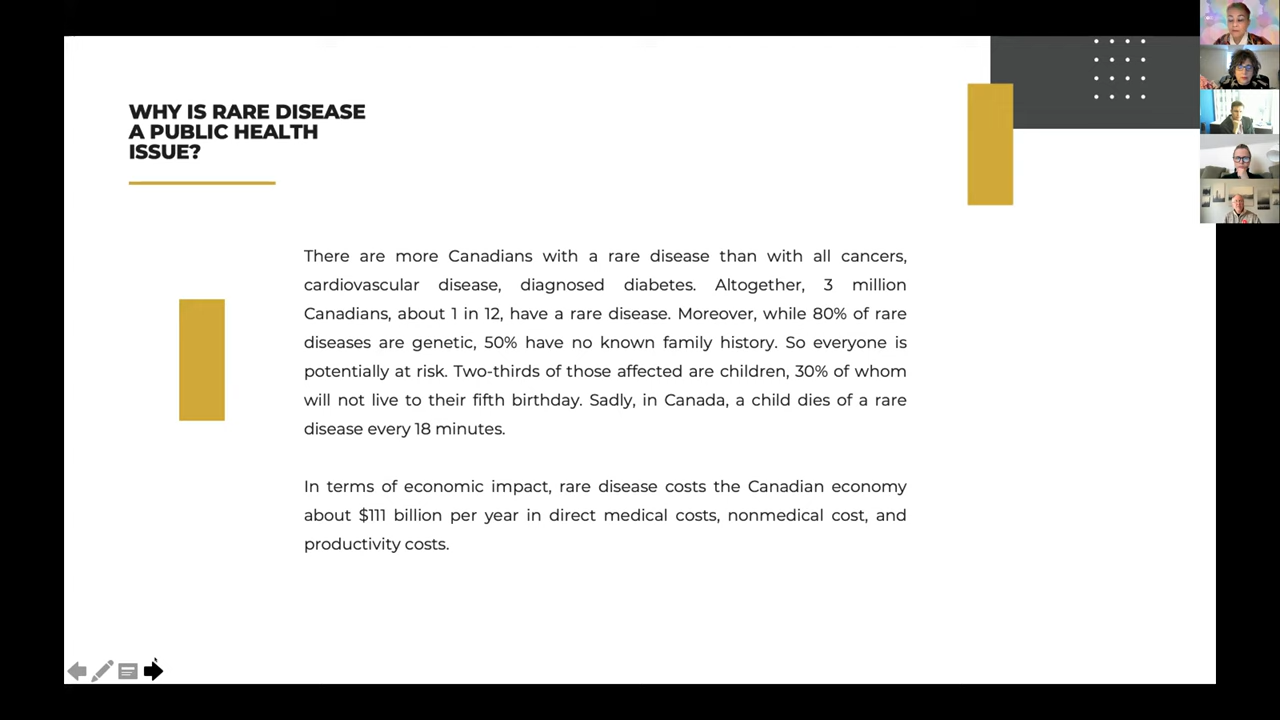 WHY IS RARE DISEASE
A PUBLIC HEALTH
ISSUE?
There are more Canadians with a rare disease than with all cancers,
cardiovascular disease, diagnosed diabetes. Altogether, 3 million
Canadians, about 1 in 12, have a rare disease. Moreover, while 80% of rare
diseases are genetic, 50% have no known family history. So everyone is
potentially at risk. Two-thirds of those affected are children, 30% of whom
will not live to their fifth birthday. Sadly, in Canada, a child dies of a rare
disease every 18 minutes.
In terms of economic impact, rare disease costs the Canadian economy
about $111 billion per year in direct medical costs, nonmedical cost, and
productivity costs.